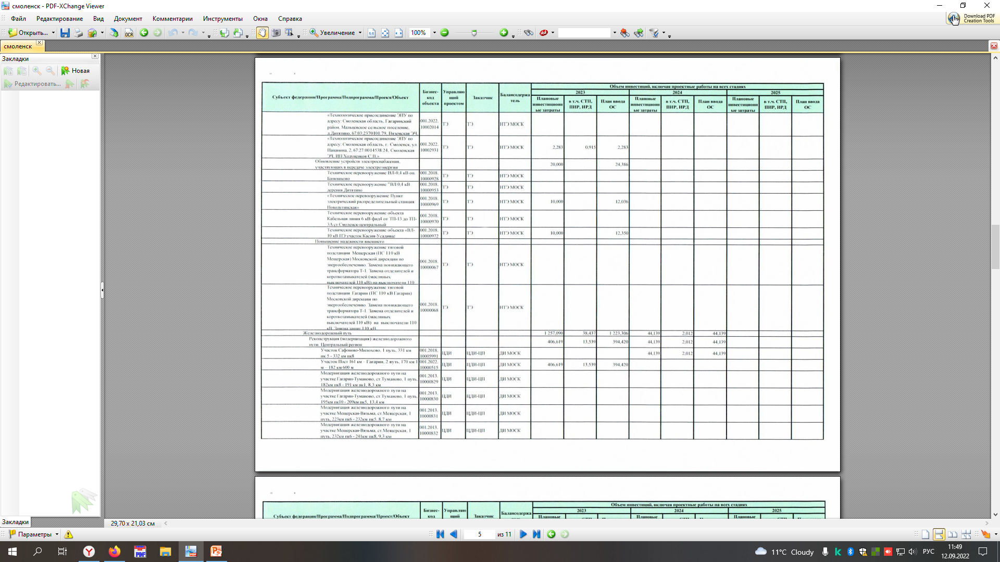 смоленск - PDF-XChange Viewer
Файл Редактирование Вид Документ Комментарии Инструменты Окна Справка
Download PDF
Creation Tools
Открыть... OCR Увеличение 1:1 100% Ask
смоленск
Закладки
Новая
Редактировать...
Субъект федерации/Программа/Подпрограмма/Проект/Объект
Бизнес-
код
объекта
Управляю
щий
проектом
Заказчик
Балансодержа
тель
Объем инвестиций, включая проектные работы на всех стадиях
2023 2024 2025
Плановые
инвестиционн
ые затраты
в т.ч. СТП,
ПИР, ИРД
План ввода
ОС
Плановые
инвестиционн
ые затраты
в т.ч. СТП,
ПИР, ИРД
План ввода
ОС
Плановые
инвестиционн
ые затраты
в т.ч. СТП,
ПИР, ИРД
План ввода
ОС
«Технологическое присоединение ЭПУ по
адресу: Смоленская область, Гагаринский
район, Мальцевское сельское поселение,
д.Дитятино, 67:03:2370101:79, Вяземская ЭЧ,
001.2022.
10002014
ТЭ ТЭ НТЭ МОСК
«Технологическое присоединение ЭПУ по
адресу: Смоленская область, г. Смоленск, ул.
Папанина, 2, 67:27:0014538:24, Смоленская
ЭЧ, ИП Ходуненков С.В.»
001.2022.
10002931
ТЭ ТЭ НТЭ МОСК 2,283 0,915 2,283
Обновление устройств электроснабжения,
участвующих в передаче электроэнергии
20,000 24,386
Техническое перевооружение ВЛ-0,4 кВ оп.
Батюшково
001.2018.
10000928
ТЭ ТЭ НТЭ МОСК
Техническое перевооружение "ВЛ 0,4 кВ
деревня Дитятино
001.2018.
10000953
ТЭ ТЭ НТЭ МОСК
«Техническое перевооружение Пункт
электрический распределительный станция
Новодугинская»
001.2018.
10000969
ТЭ ТЭ НТЭ МОСК 10,000 12,036
Техническое перевооружение объекта
Кабельная линия 6 кВ фид4 от ТП-13 до ТП-
3А ст.Смоленск-центральный
001.2018.
10000970
ТЭ ТЭ НТЭ МОСК
Техническое перевооружение объекта «ВЛ-
10 кВ ПЭ участок Касня-Усадище
001.2018.
10000972
ТЭ ТЭ НТЭ МОСК 10,000 12,350
Повышение надежности внешнего
Техническое перевооружение тяговой
подстанции Мещерская (ПС 110 кВ
Мещерская) Московской дирекции по
энергообеспечению. Замена понижающего
трансформатора Т-1. Замена отделителей и
короткозамыкателей (масляных
выключателей 110 кВ) на выключатели 110
001.2018.
10000067
ТЭ ТЭ НТЭ МОСК
Техническое перевооружение тяговой
подстанции Гагарин (ПС 110 кВ Гагарин)
Московской дирекции по
энергообеспечению. Замена понижающего
трансформатора Т-1. Замена отделителей и
короткозамыкателей (масляных
выключателей 110 кВ) на выключатели 110
кВ. Замена защит 110 кВ
001.2018.
10000068
ТЭ ТЭ НТЭ МОСК
Железнодорожный путь 1 257,090 38,437 1 223,306 44,139 2,012 44,139
Реконструкция (модернизация) железнодорожного
пути. Центральный регион
406,619 13,539 394,420 44,139 2,012 44,139
Участок Сафоново-Милохово, 1 путь, 331 км
пк 5 - 332 км пк8
001.2018.
10005991
ЦДИ ЦДИ-ЦП ДИ МОСК 44,139 2,012 44,139
Участок Пост 161 км – Гагарин, 2 путь, 170 км 1
м – 182 км 600 м
001.2022.
10000515
ЦДИ ЦДИ-ЦП ДИ МОСК 406,619 13,539 394,420
Модернизация железнодорожного пути на
участке Гагарин-Туманово, ст.Туманово, 1 путь,
182км пк8 - 191 км пк1, 8,3 км
001.2013.
10000829
ЦДИ ЦДИ-ЦП ДИ МОСК
Модернизация железнодорожного пути на
участке Гагарин-Туманово, ст.Туманово, 1 путь,
195км пк10 - 209км пк5, 13,4 км
001.2013.
10000830
ЦДИ ЦДИ-ЦП ДИ МОСК
Модернизация железнодорожного пути на
участке Мещерская-Вязьма, ст.Мещерская, 1
путь, 223км пк6 - 232км пк5, 8,7 км
001.2013.
10000831
ЦДИ ЦДИ-ЦП ДИ МОСК
Модернизация железнодорожного пути на
участке Мещерская-Вязьма, ст.Мещерская, 1
путь, 232км пк6 - 241км пк8, 9,3 км
001.2013.
10000832
ЦДИ ЦДИ-ЦП ДИ МОСК
Объем инвестиций, включая проектные работы на всех стадиях
2023 2024 2025
Субъект федерации/Программа/Подпрограмма/Проект/Объект
Бизнес-
код
Управляю
щий
Заказчик
Балансодержа
Плановые Плановые Плановые
Закладки
29,70 x 21,03 см
Параметры
5 из 11
11°C Cloudy РУС
11:49
12.09.2022